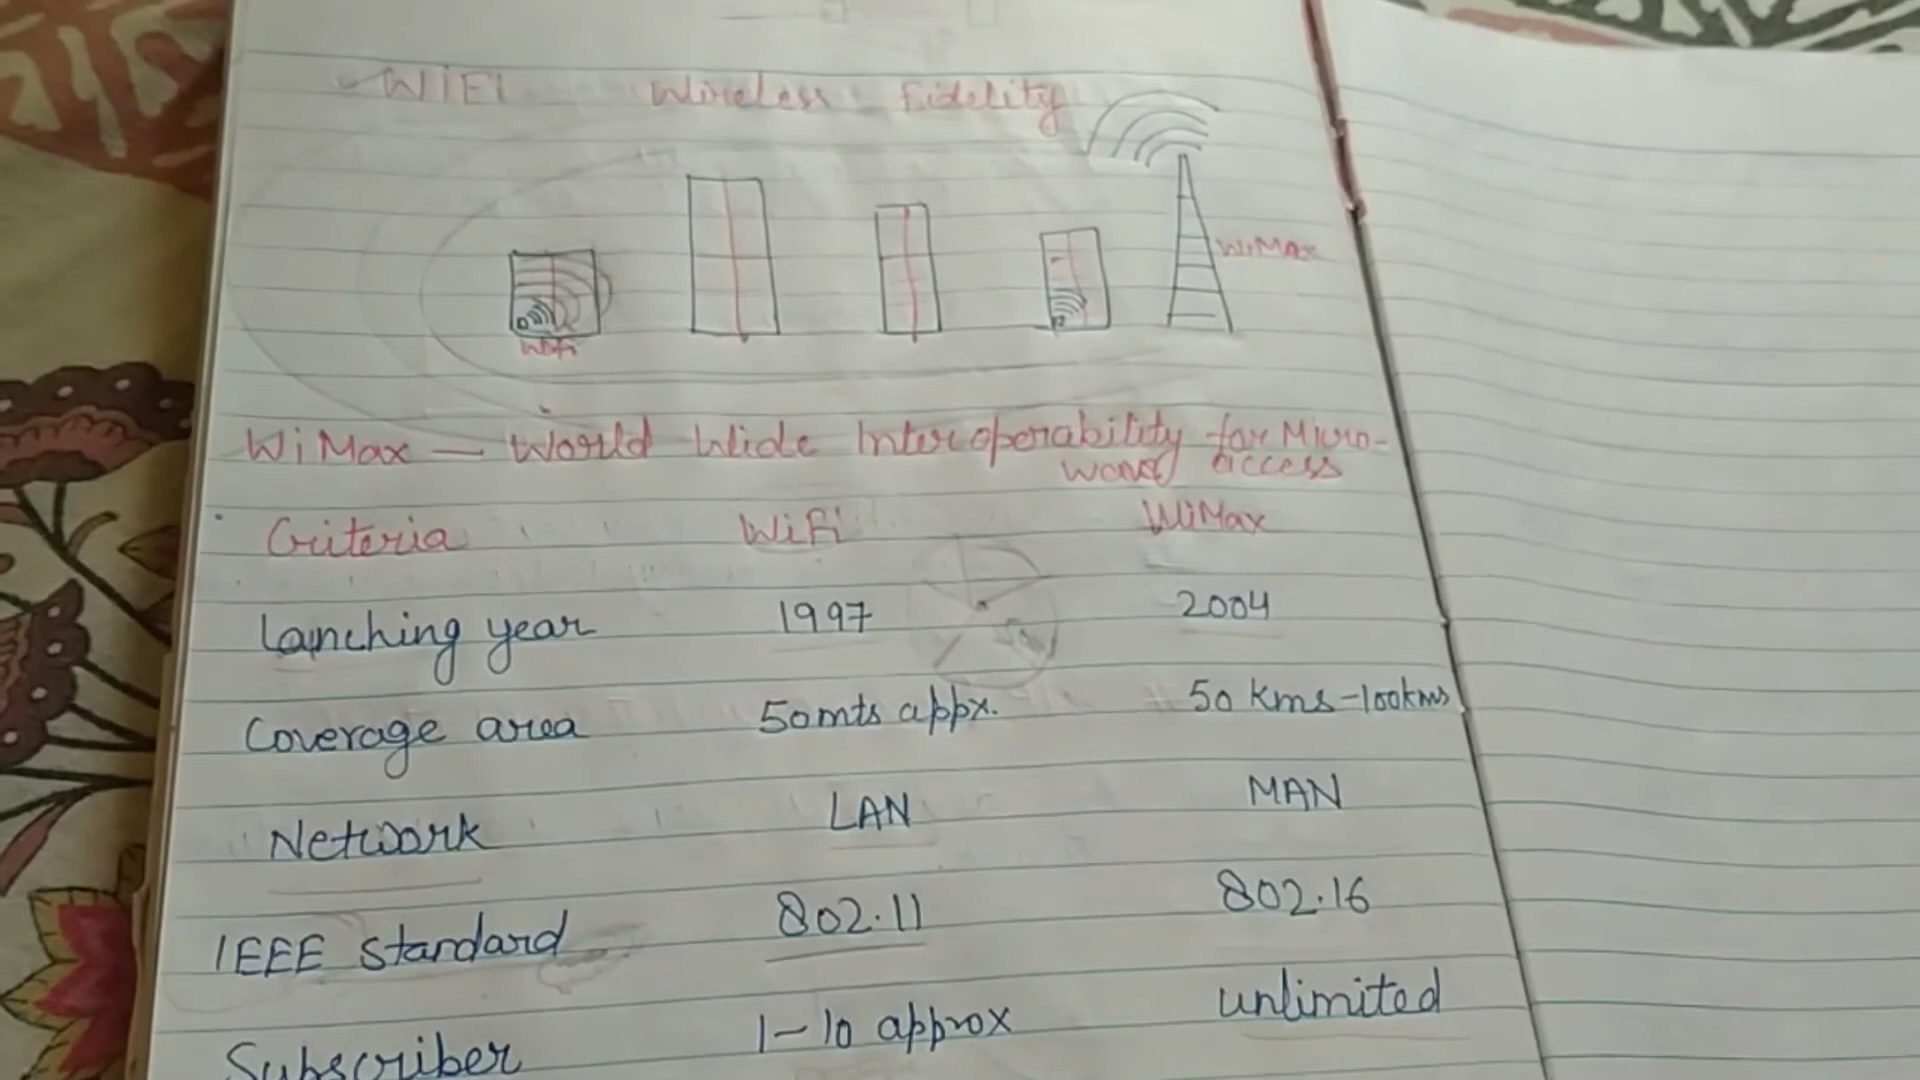 WiFi Wireless Fidelity
WiMax
WiFi
WiMax — World Wide Interoperability for Micro-
waves access
Criteria WiFi WiMax
Launching year 1997 2004
Coverage area 50mts appx. 50 kms-100kms
Network LAN MAN
IEEE standard 802.11 802.16
Subscriber 1-10 approx unlimited